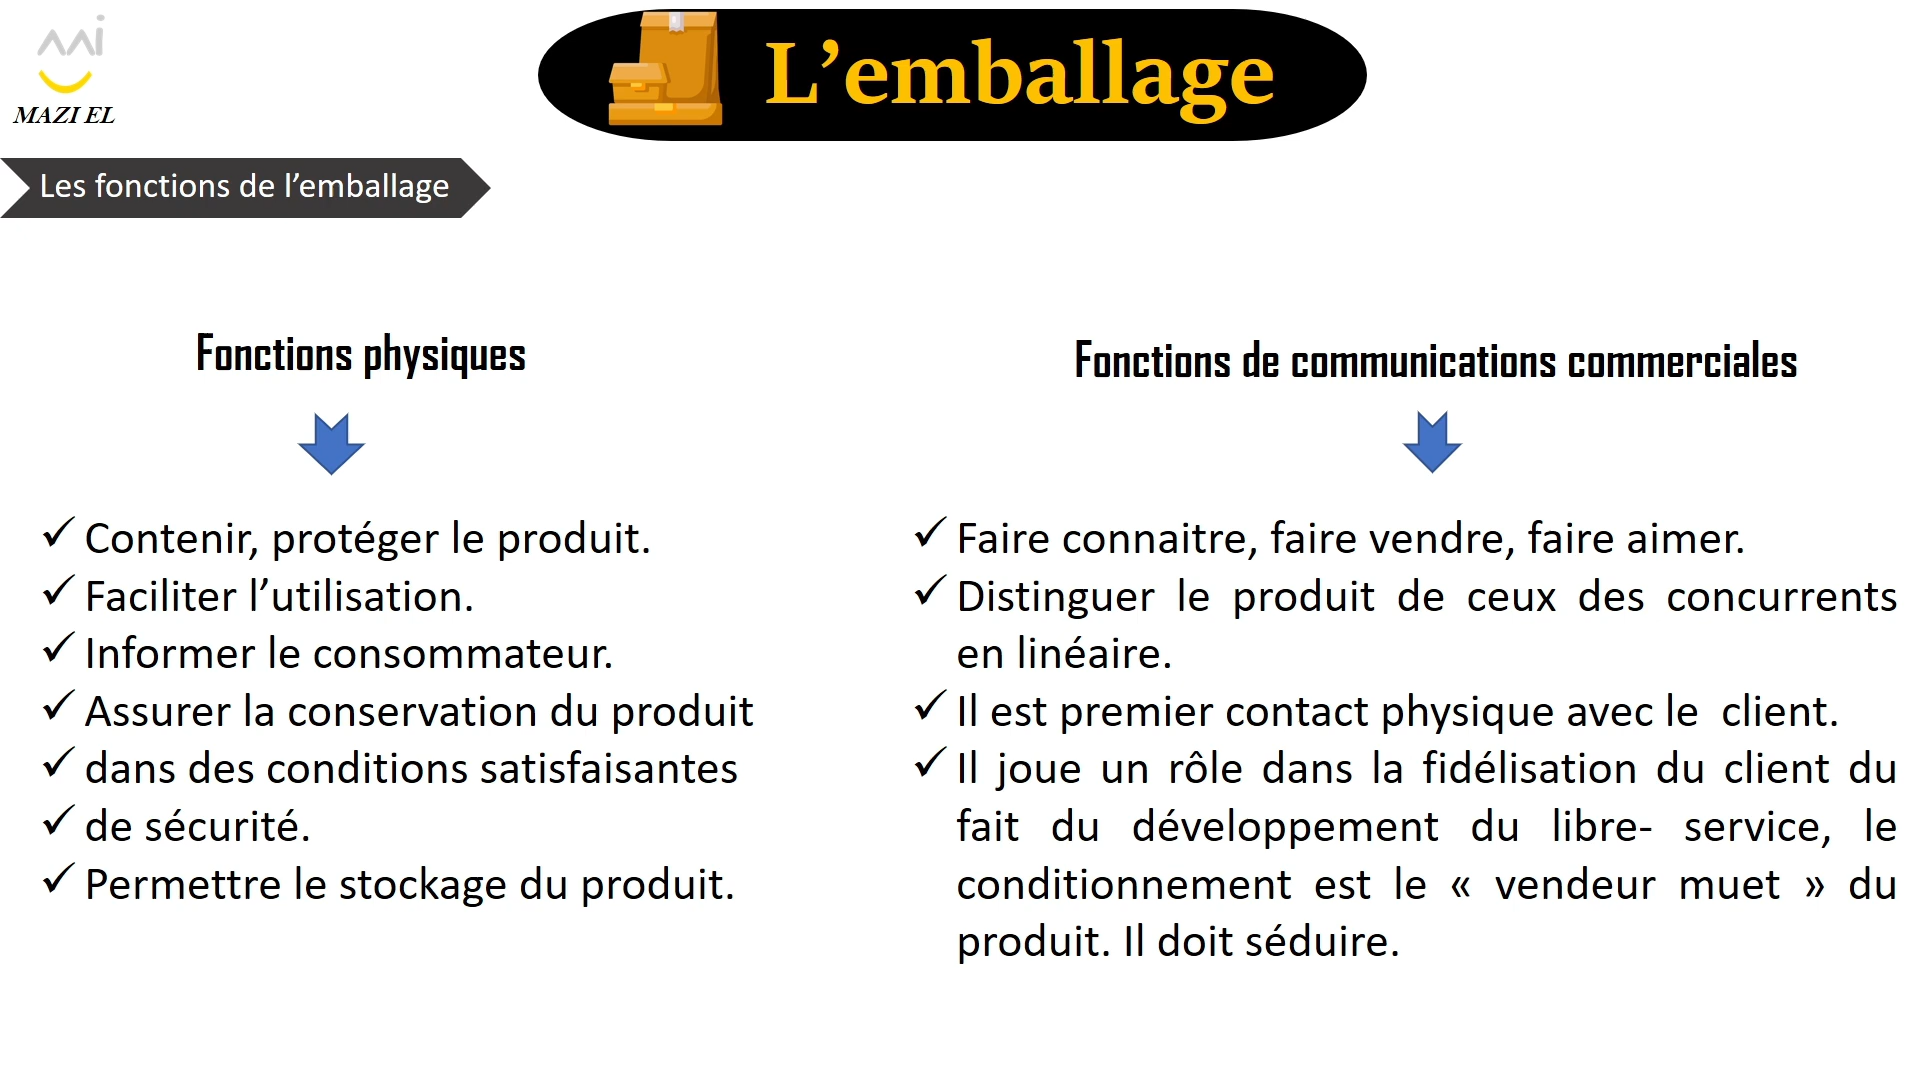 MAZI EL
L’emballage
Les fonctions de l’emballage
Fonctions physiques
✓ Contenir, protéger le produit.
✓ Faciliter l’utilisation.
✓ Informer le consommateur.
✓ Assurer la conservation du produit
✓ dans des conditions satisfaisantes
✓ de sécurité.
✓ Permettre le stockage du produit.
Fonctions de communications commerciales
✓ Faire connaitre, faire vendre, faire aimer.
✓ Distinguer le produit de ceux des concurrents
en linéaire.
✓ Il est premier contact physique avec le  client.
✓ Il joue un rôle dans la fidélisation du client du
fait du développement du libre- service, le
conditionnement est le « vendeur muet » du
produit. Il doit séduire.